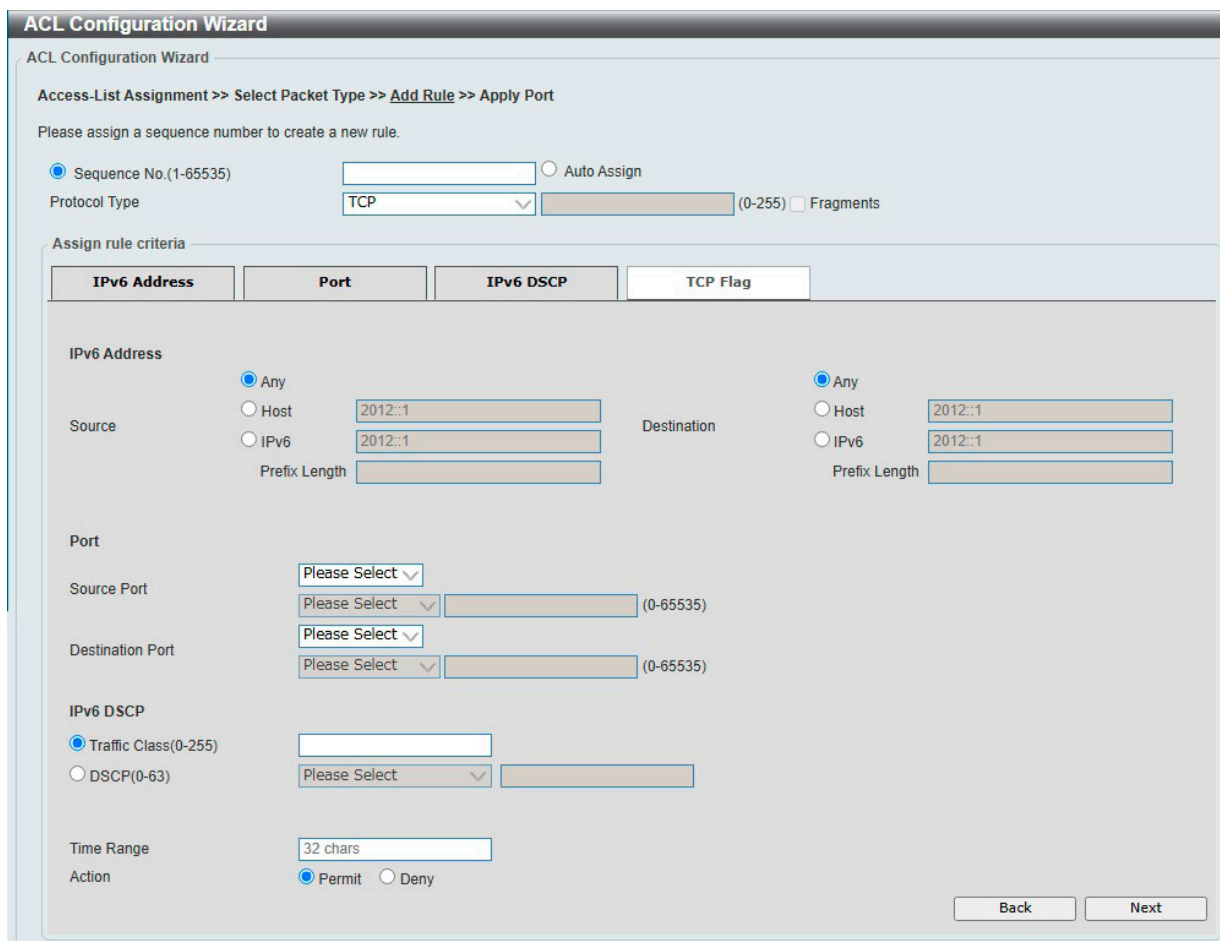 ACL Configuration Wizard
ACL Configuration Wizard
Access-List Assignment >> Select Packet Type >> Add Rule >> Apply Port
Please assign a sequence number to create a new rule.
Sequence No.(1-65535) Auto Assign
Protocol Type TCP (0-255) Fragments
Assign rule criteria
IPv6 Address Port IPv6 DSCP TCP Flag
IPv6 Address
Any Any
Source Host 2012::1 Destination Host 2012::1
IPv6 2012::1 IPv6 2012::1
Prefix Length Prefix Length
Port
Source Port Please Select
Please Select (0-65535)
Destination Port Please Select
Please Select (0-65535)
IPv6 DSCP
Traffic Class(0-255)
DSCP(0-63) Please Select
Time Range 32 chars
Action Permit Deny
Back Next